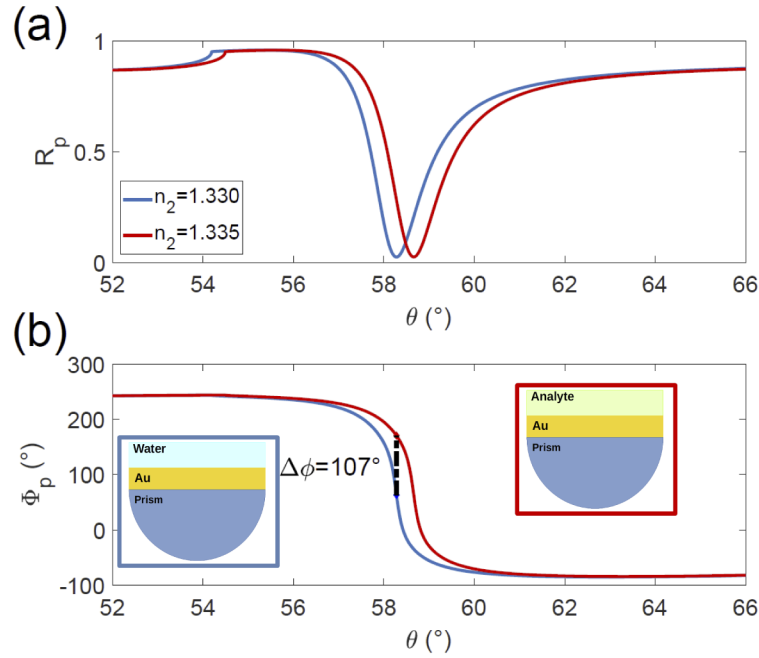 (a)
1
0.5
0
R_p
n_2=1.330
n_2=1.335
52 54 56 58 60 62 64 66
θ (°)
(b)
300
200
100
0
-100
Φ_p (°)
Water
Au
Prism
Δϕ=107°
Analyte
Au
Prism
52 54 56 58 60 62 64 66
θ (°)